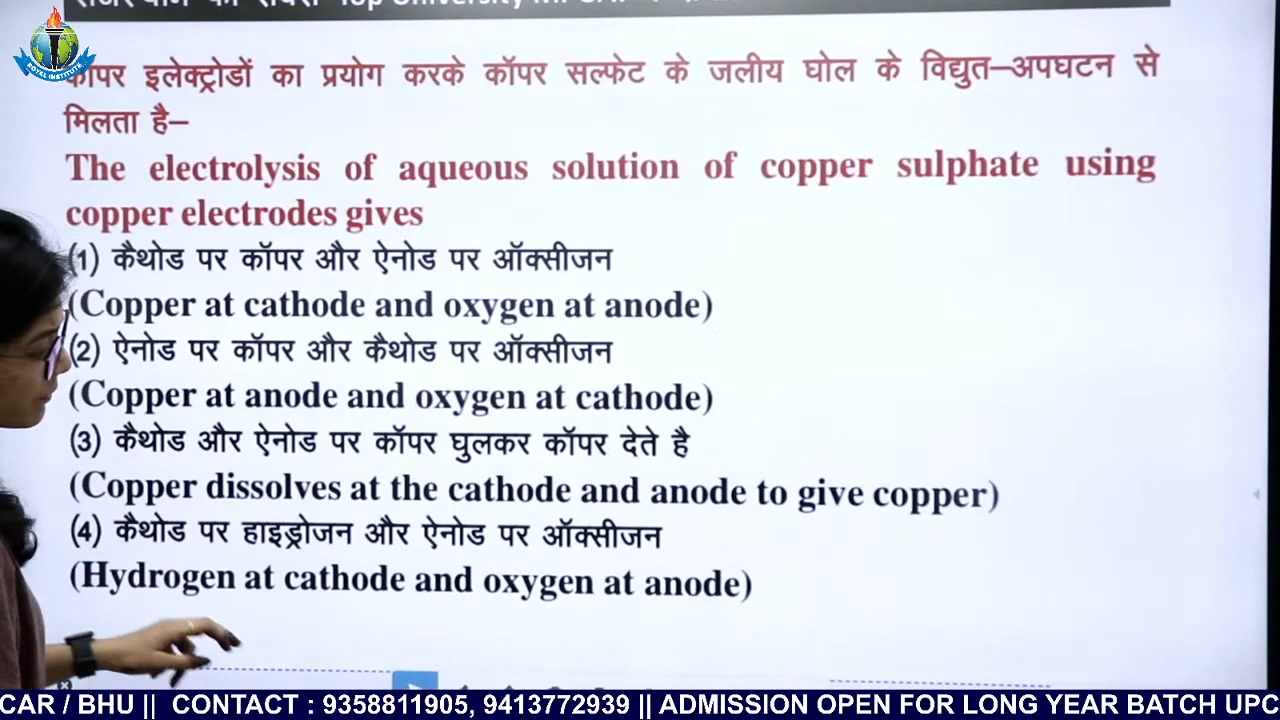 Top University
ROYAL INSTITUTE
कॉपर इलेक्ट्रोडों का प्रयोग करके कॉपर सल्फेट के जलीय घोल के विद्युत–अपघटन से
मिलता है–
The electrolysis of aqueous solution of copper sulphate using
copper electrodes gives
(1) कैथोड पर कॉपर और ऐनोड पर ऑक्सीजन
(Copper at cathode and oxygen at anode)
(2) ऐनोड पर कॉपर और कैथोड पर ऑक्सीजन
(Copper at anode and oxygen at cathode)
(3) कैथोड और ऐनोड पर कॉपर घुलकर कॉपर देते है
(Copper dissolves at the cathode and anode to give copper)
(4) कैथोड पर हाइड्रोजन और ऐनोड पर ऑक्सीजन
(Hydrogen at cathode and oxygen at anode)
CAR / BHU || CONTACT : 9358811905, 9413772939 || ADMISSION OPEN FOR LONG YEAR BATCH UPC